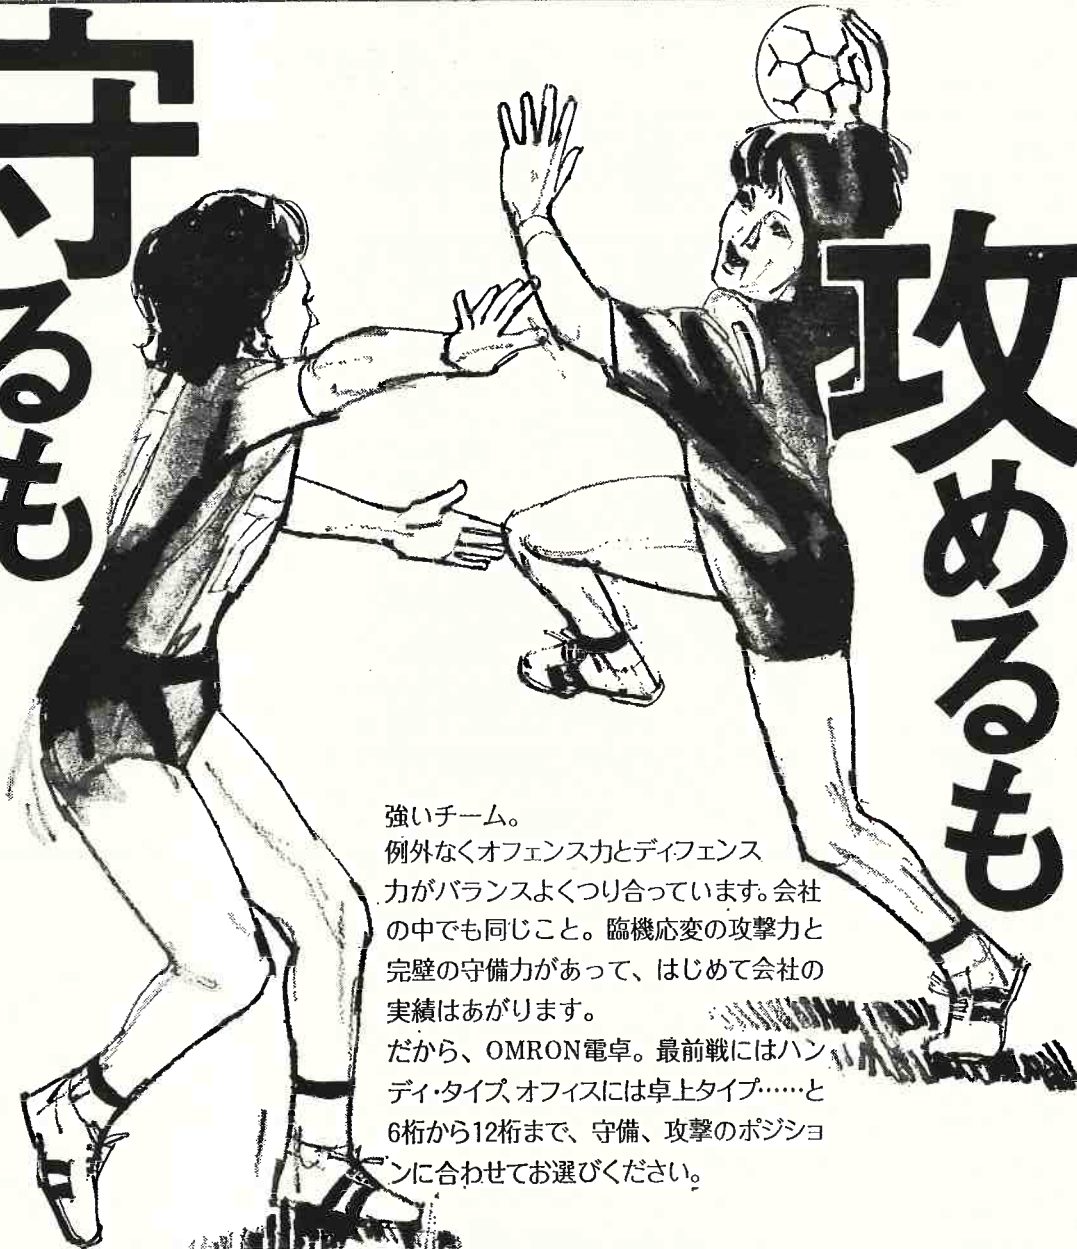 攻めるも
守るも
強いチーム。
例外なくオフェンス力とディフェンス
力がバランスよくつり合っています。会社
の中でも同じこと。臨機応変の攻撃力と
完璧の守備力があって、はじめて会社の
実績はあがります。
だから、OMRON電卓。最前戦にはハン
ディ・タイプ、オフィスには卓上タイプ……と
6桁から12桁まで、守備、攻撃のポジショ
ンに合わせてお選びください。